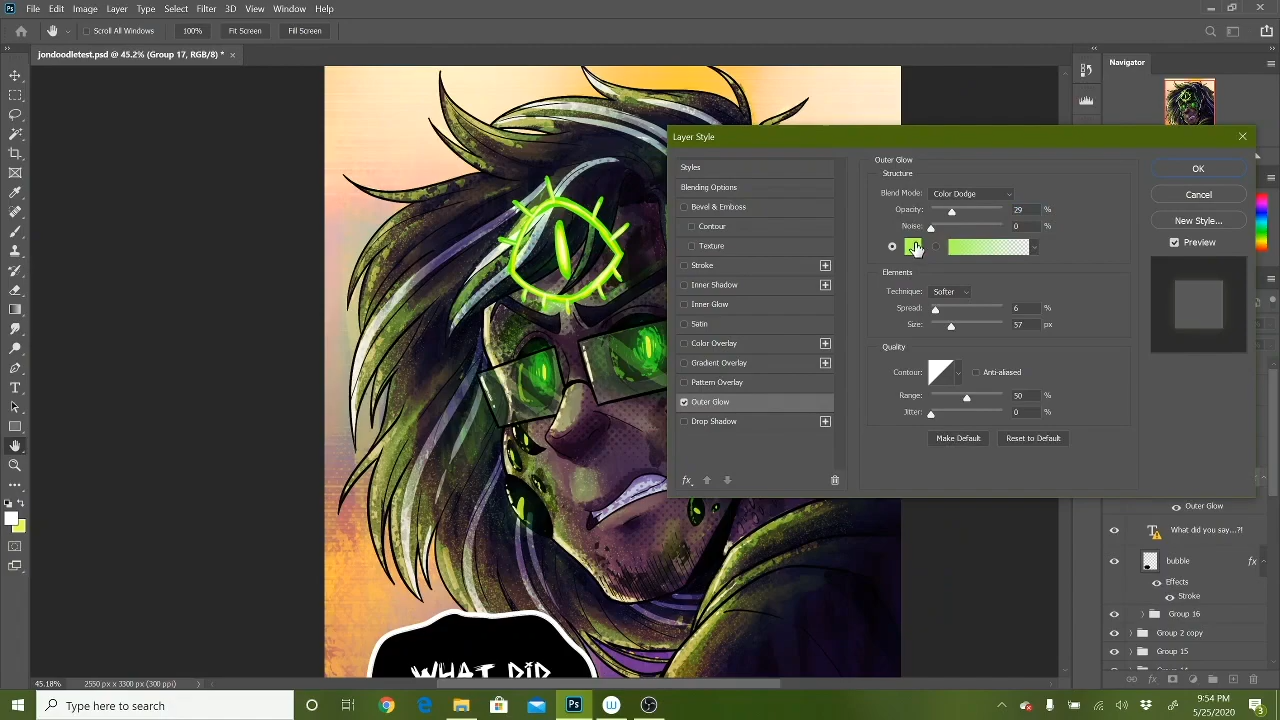 Ps File Edit Image Layer Type Select Filter 3D View Window Help
Scroll All Windows 100% Fit Screen Fill Screen
jondoodletest.psd @ 45.2% (Group 17, RGB/8) *
Navigator
Layer Style
Styles
Blending Options
Bevel & Emboss
Contour
Texture
Stroke
Inner Shadow
Inner Glow
Satin
Color Overlay
Gradient Overlay
Pattern Overlay
Outer Glow
Drop Shadow
fx
Outer Glow
Structure
Blend Mode: Color Dodge
Opacity: 29 %
Noise: 0 %
Elements
Technique: Softer
Spread: 6 %
Size: 57 px
Quality
Contour: Anti-aliased
Range: 50 %
Jitter: 0 %
Make Default Reset to Default
OK
Cancel
New Style...
Preview
Outer Glow
T What did you say...?!
bubble fx
Effects
Stroke
Group 16
Group 2 copy
Group 15
WHAT DID
45.18% 2550 px x 3300 px (300 ppi)
Type here to search
Ps
9:54 PM
5/25/2020